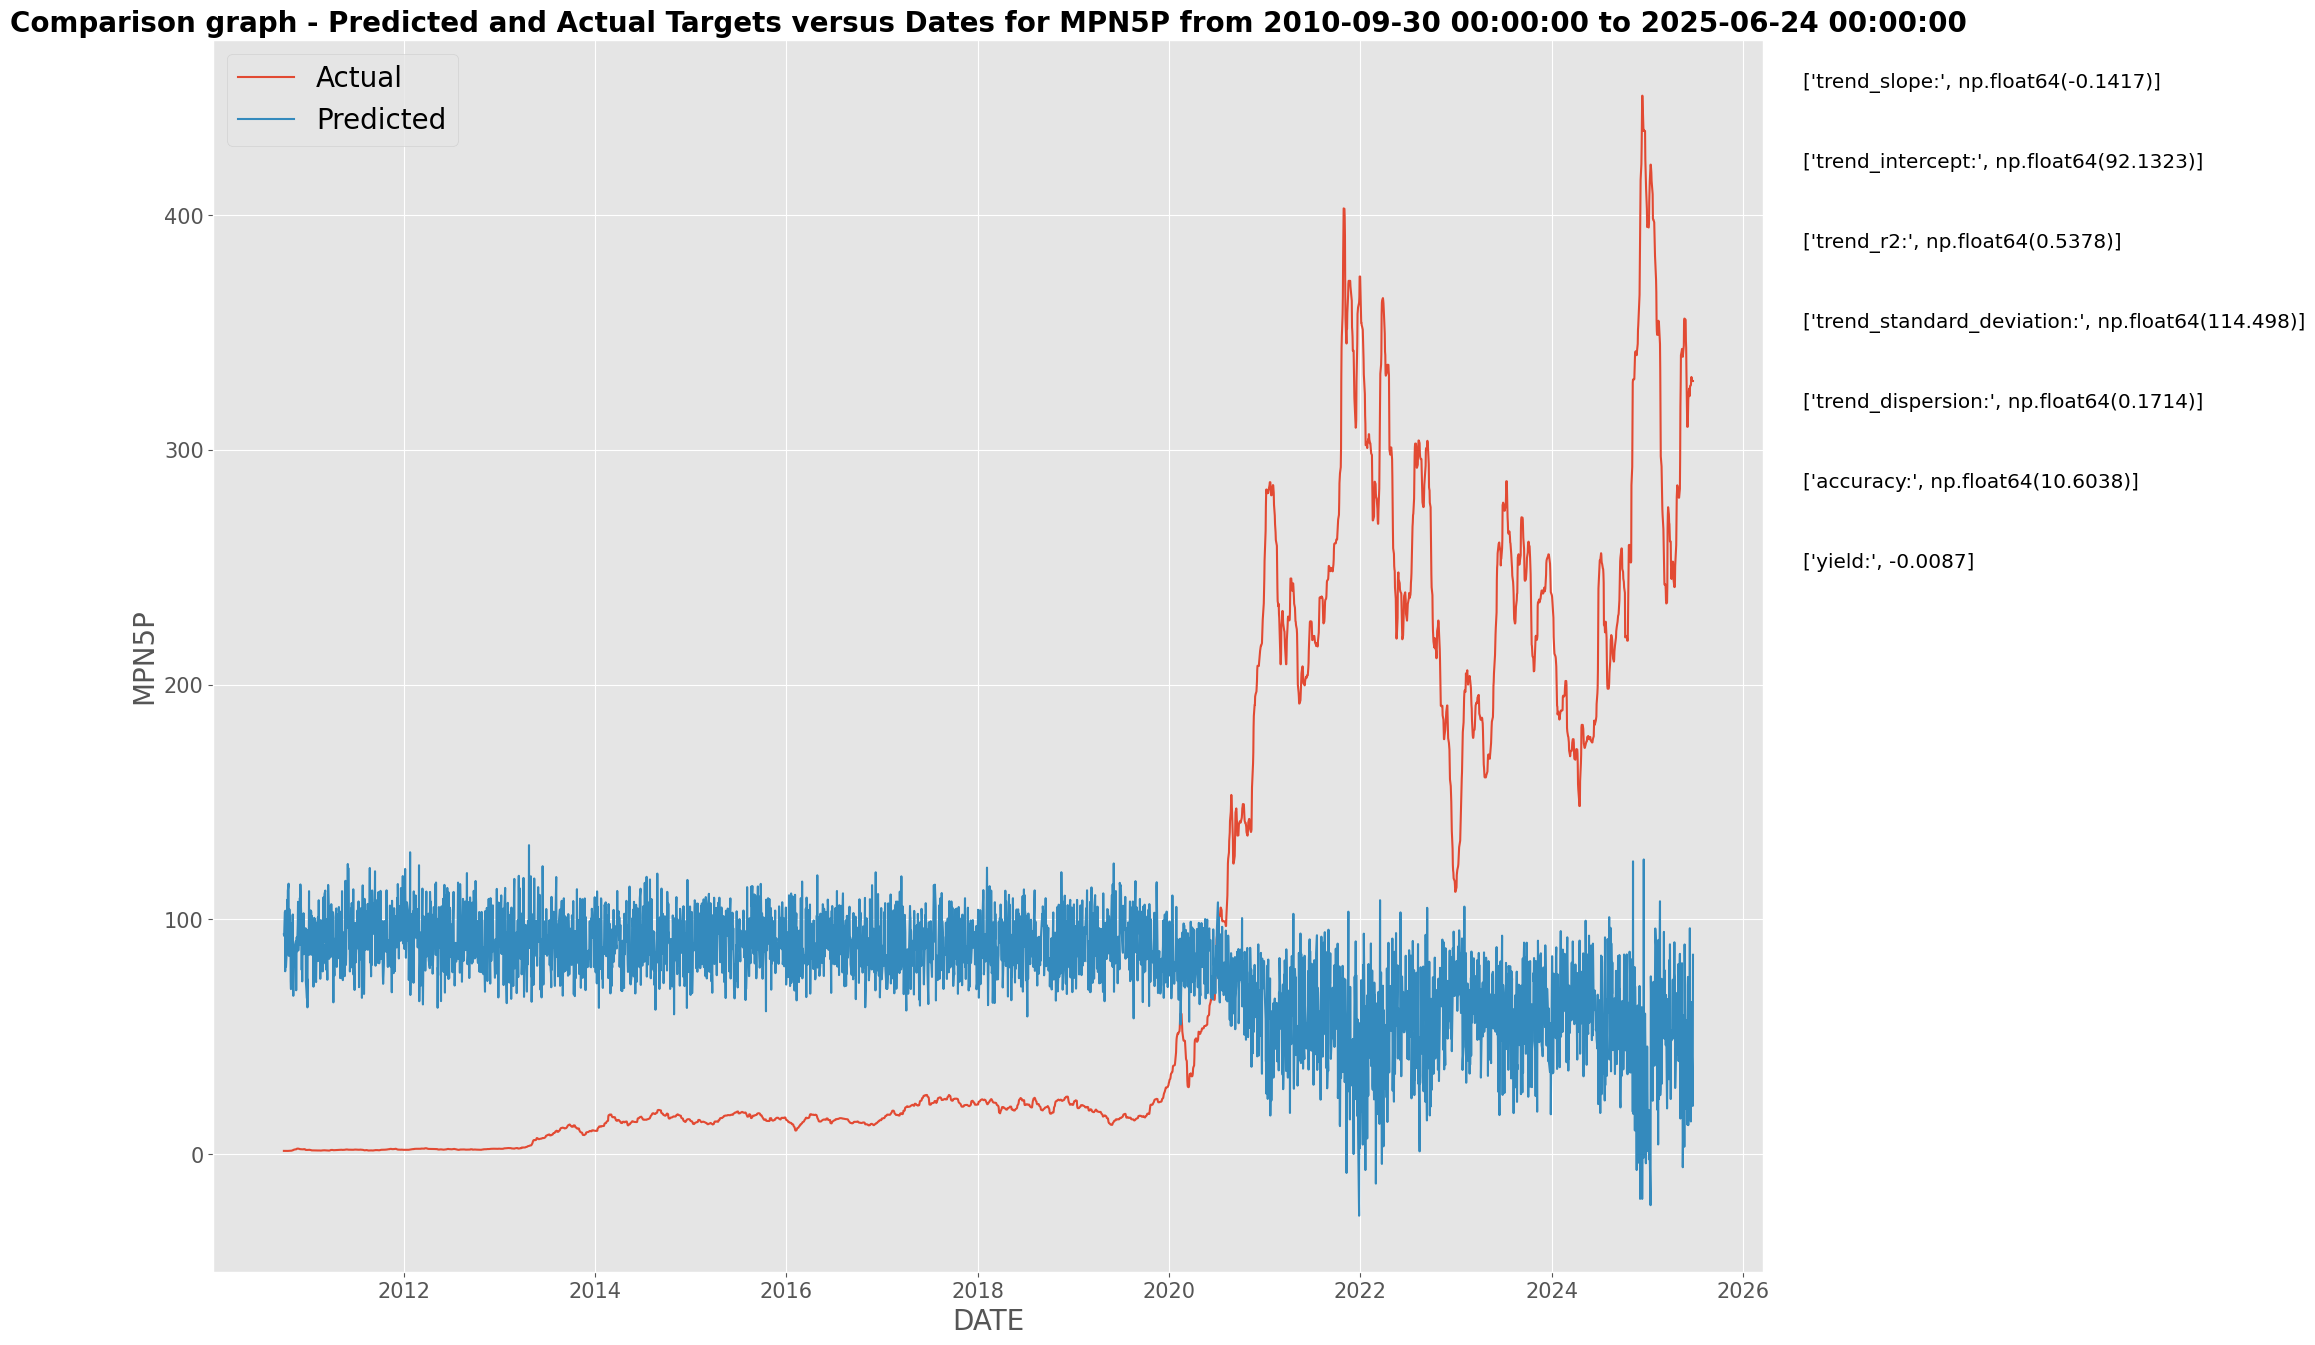 Comparison graph - Predicted and Actual Targets versus Dates for MPN5P from 2010-09-30 00:00:00 to 2025-06-24 00:00:00
Actual
Predicted
['trend_slope:', np.float64(-0.1417)]
['trend_intercept:', np.float64(92.1323)]
['trend_r2:', np.float64(0.5378)]
['trend_standard_deviation:', np.float64(114.498)]
['trend_dispersion:', np.float64(0.1714)]
['accuracy:', np.float64(10.6038)]
['yield:', -0.0087]
MPN5P
400
300
200
100
0
2012
2014
2016
2018
2020
2022
2024
2026
DATE